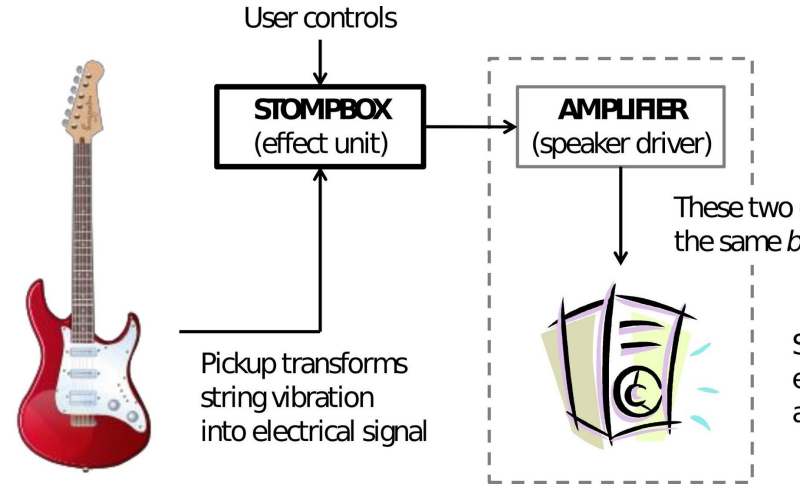 User controls
STOMPBOX
(effect unit)
AMPLIFIER
(speaker driver)
These two
the same
Pickup transforms
string vibration
into electrical signal